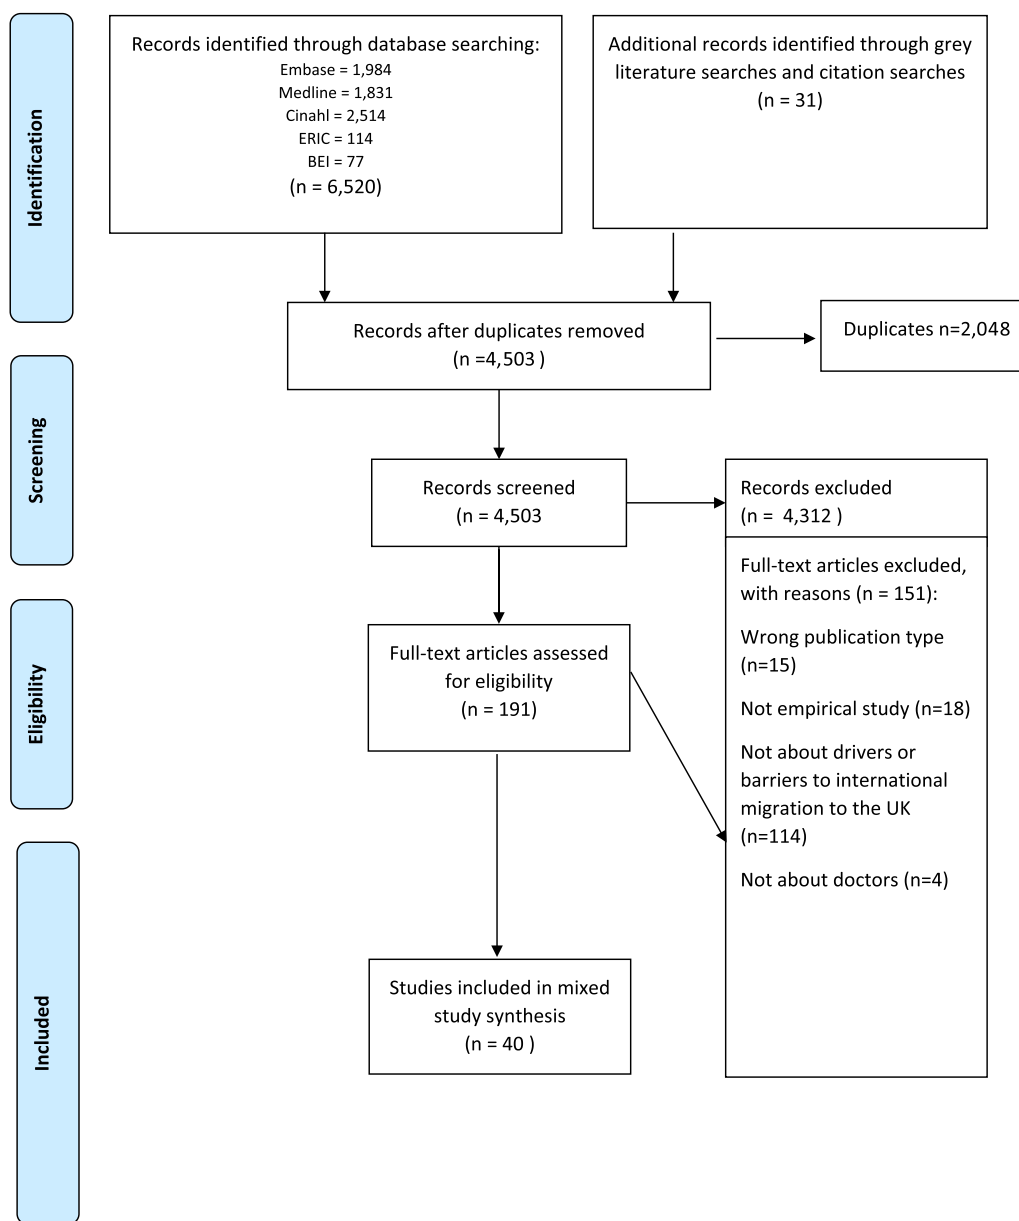 Identification
Records identified through database searching:
Embase = 1,984
Medline = 1,831
Cinahl = 2,514
ERIC = 114
BEI = 77
(n = 6,520)
Additional records identified through grey
literature searches and citation searches
(n = 31)
Records after duplicates removed
(n =4,503 )
Duplicates n=2,048
Screening
Records screened
(n = 4,503
Records excluded
(n =  4,312 )
Eligibility
Full-text articles assessed
for eligibility
(n = 191)
Full-text articles excluded,
with reasons (n = 151):
Wrong publication type
(n=15)
Not empirical study (n=18)
Not about drivers or
barriers to international
migration to the UK
(n=114)
Not about doctors (n=4)
Included
Studies included in mixed
study synthesis
(n = 40 )